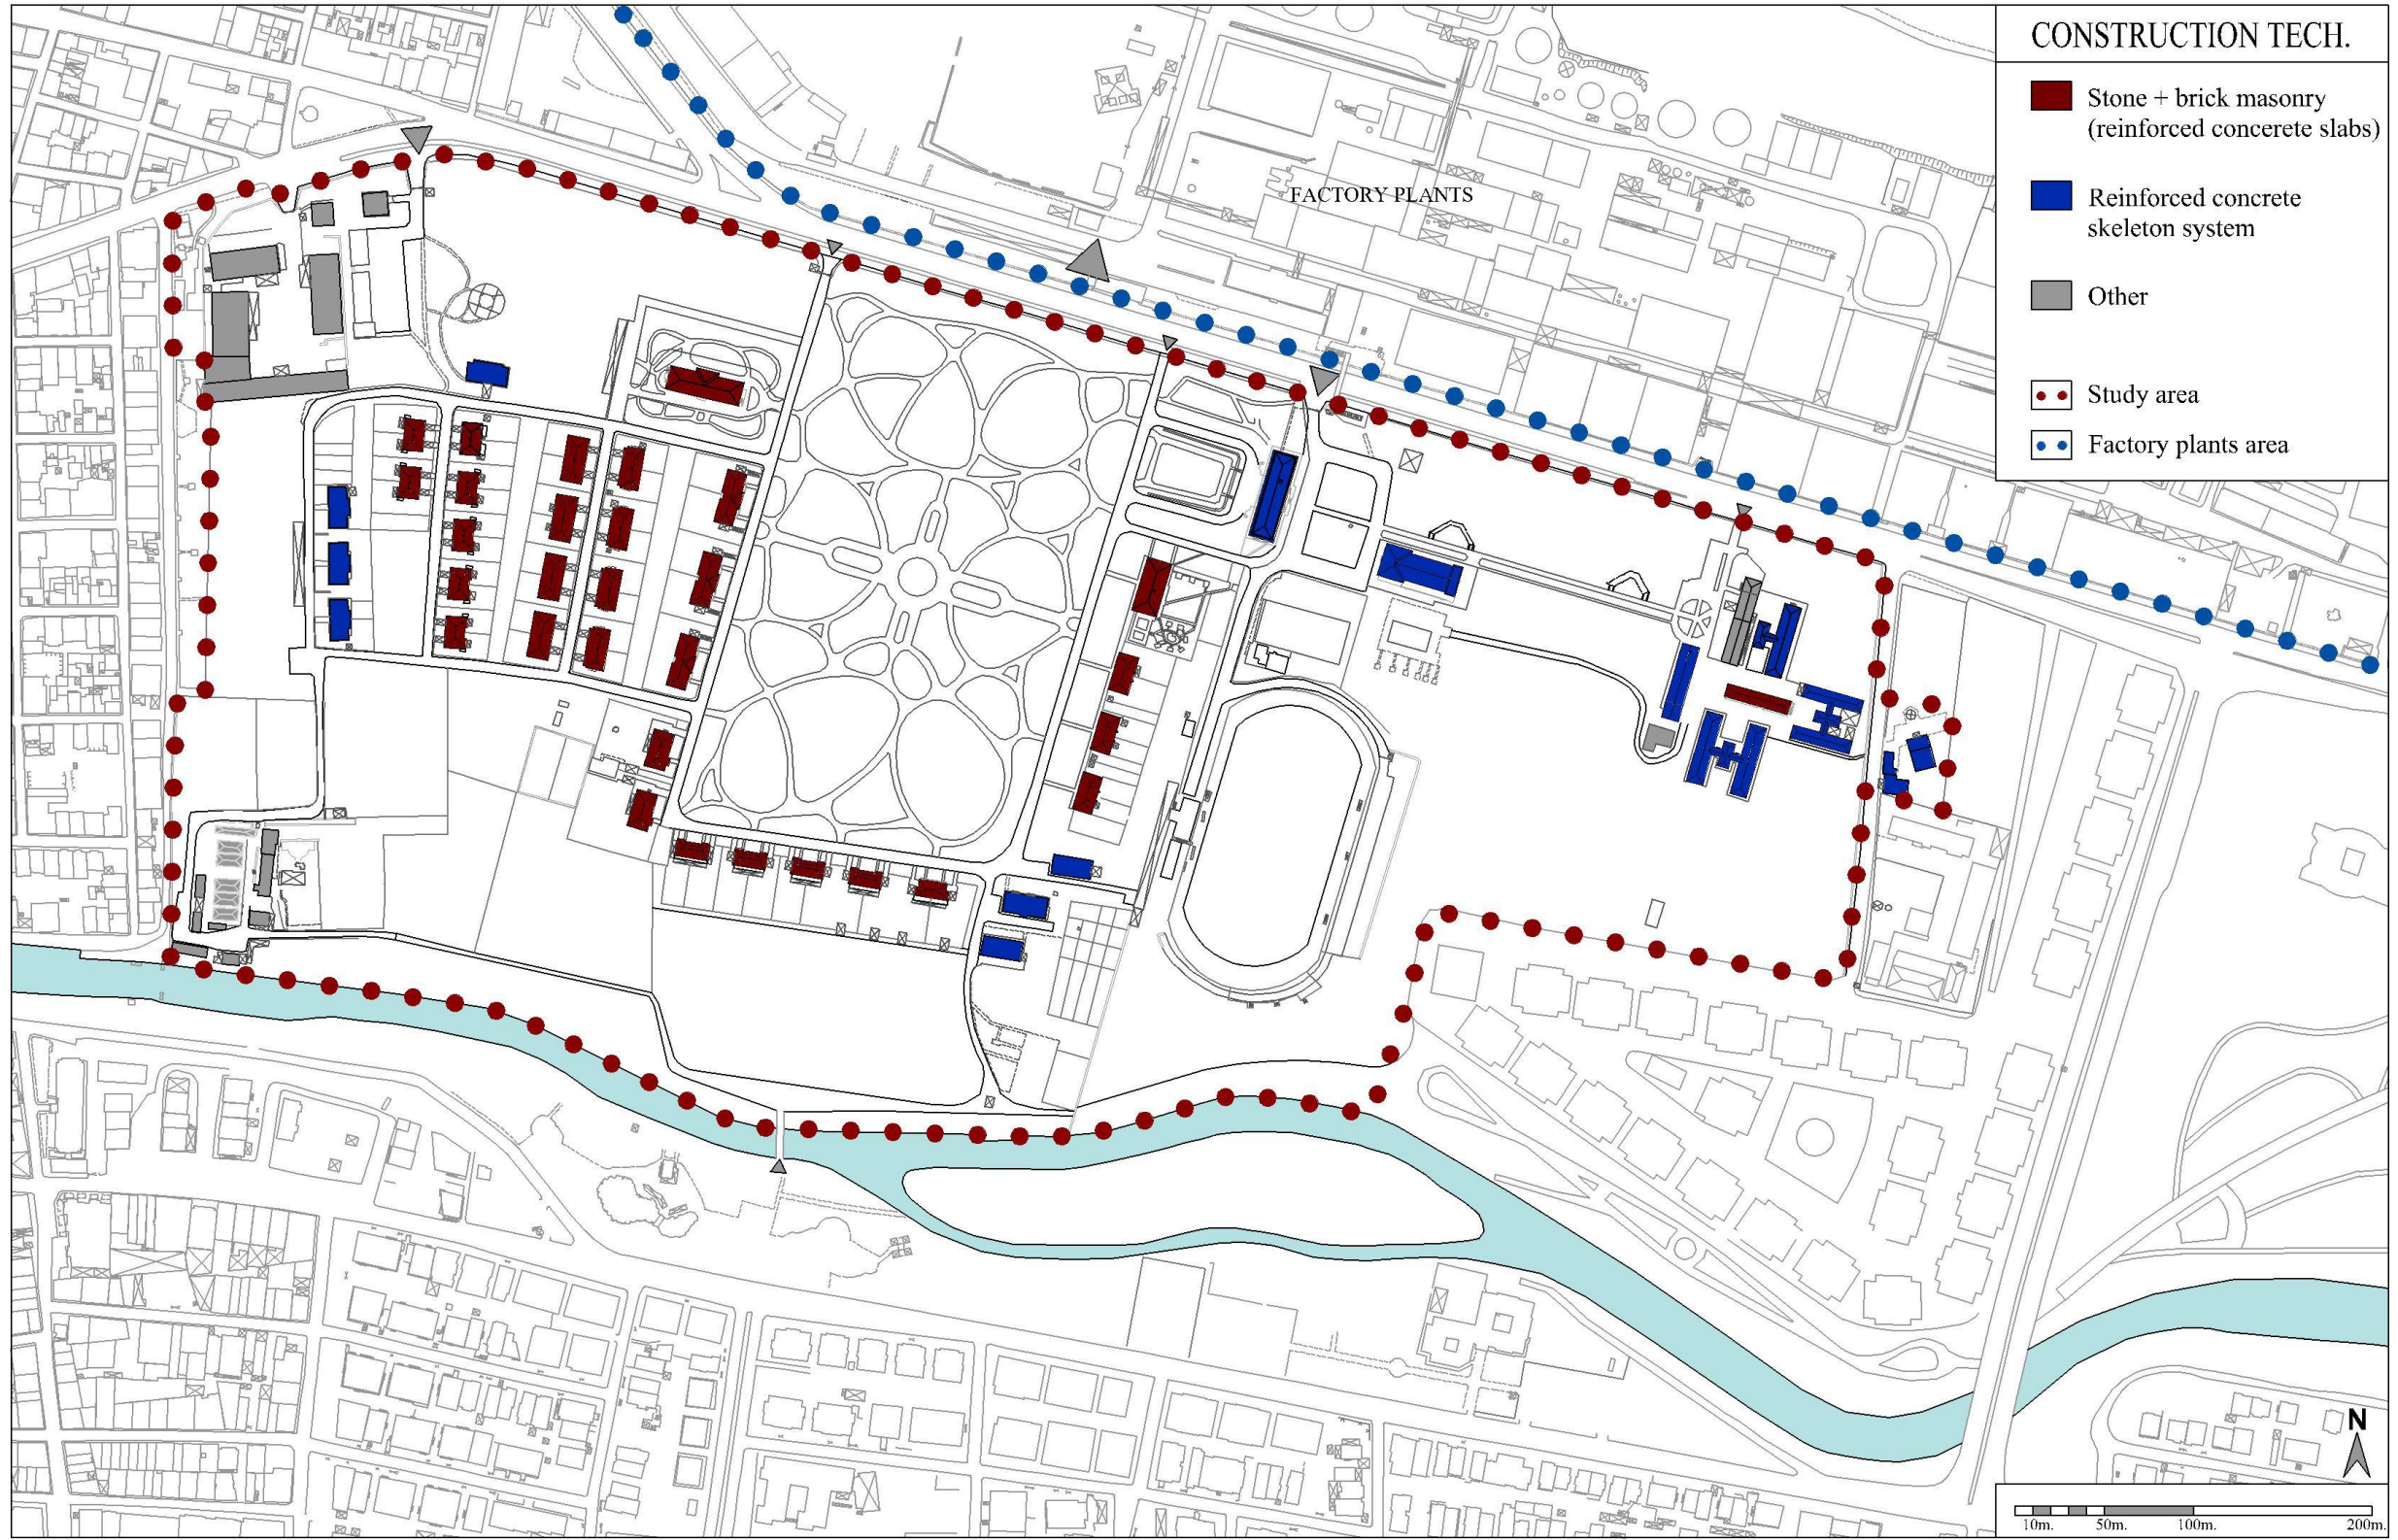 CONSTRUCTION TECH.
Stone + brick masonry
(reinforced concerete slabs)
Reinforced concrete
skeleton system
Other
Study area
Factory plants area
FACTORY PLANTS
N
10m. 50m. 100m. 200m.